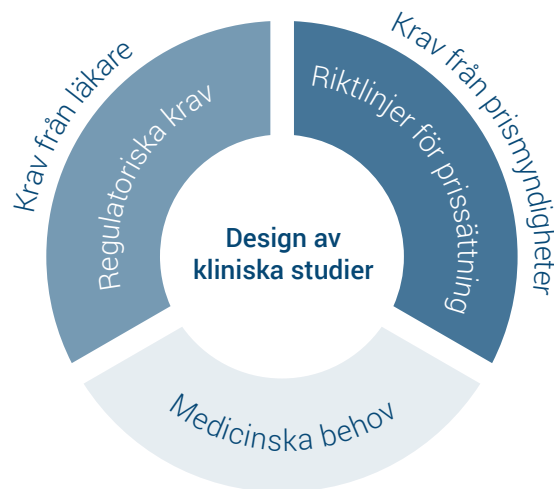 Krav från läkare
Regulatoriska krav
Krav från prismyndigheter
Riktlinjer för prissättning
Design av
kliniska studier
Medicinska behov